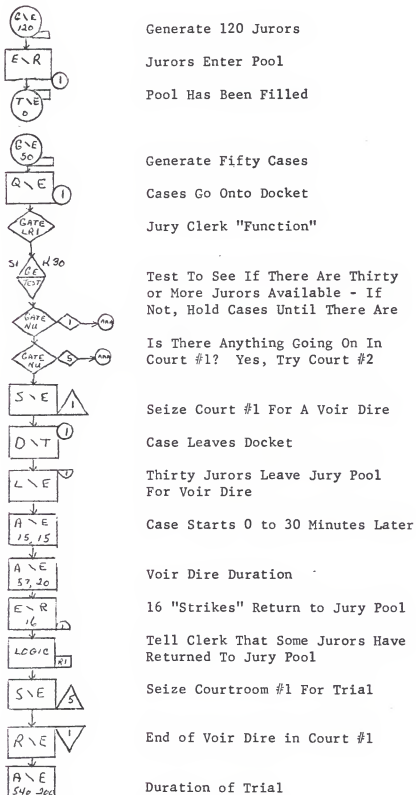 G\E
120
Generate 120 Jurors
E\R
1
Jurors Enter Pool
T\E
0
Pool Has Been Filled
G\E
50
Generate Fifty Cases
Q\E
1
Cases Go Onto Docket
GATE
LR1
Jury Clerk "Function"
S1
K30
GE
TEST
Test To See If There Are Thirty
or More Jurors Available - If
Not, Hold Cases Until There Are
GATE
NU
1
AAA
Is There Anything Going On In
Court #1? Yes, Try Court #2
GATE
NU
5
AAA
S\E
1
Seize Court #1 For A Voir Dire
D\T
1
Case Leaves Docket
L\E
1
Thirty Jurors Leave Jury Pool
For Voir Dire
A\E
15, 15
Case Starts 0 to 30 Minutes Later
A\E
57, 20
Voir Dire Duration
E\R
16
1
16 "Strikes" Return to Jury Pool
LOGIC
R1
Tell Clerk That Some Jurors Have
Returned To Jury Pool
S\E
5
Seize Courtroom #1 For Trial
R\E
1
End of Voir Dire in Court #1
A\E
540 200
Duration of Trial